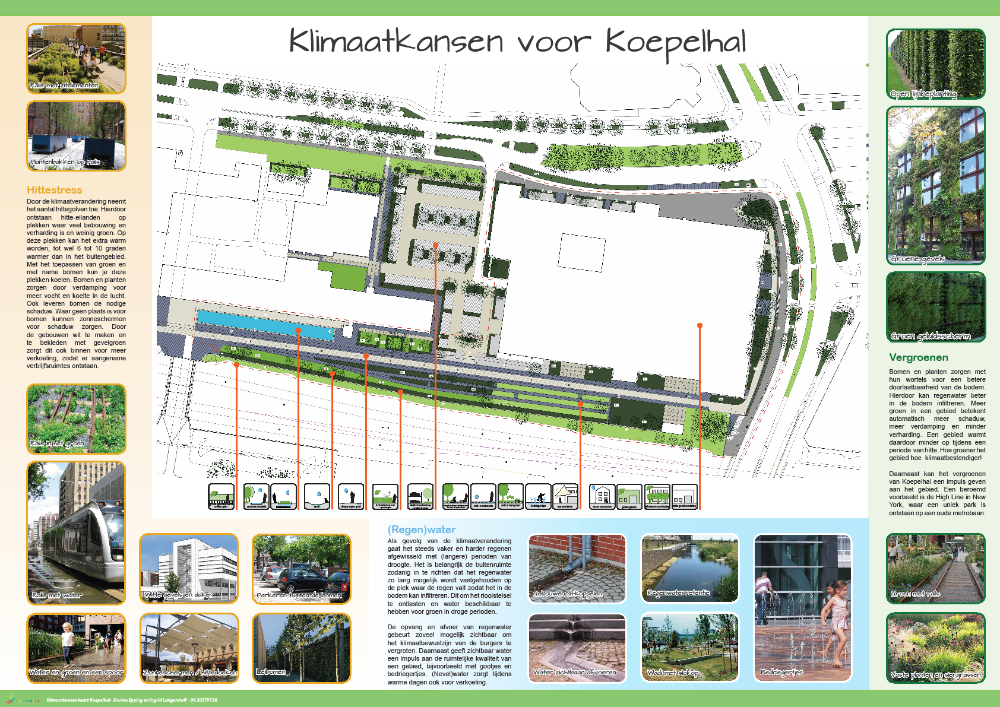 Klimaatkansen voor Koepelhal
Rails met zitelementen
Plantenbakken op rails
Hittestress
Door de klimaatverandering neemt
het aantal hittegolven toe. Hierdoor
ontstaan hitte-eilanden op
plekken waar veel bebouwing en
verharding is en weinig groen. Op
deze plekken kan het extra warm
worden, tot wel 6 tot 10 graden
warmer dan in het buitengebied.
Met het toepassen van groen en
met name bomen kun je deze
plekken koelen. Bomen en planten
zorgen door verdamping voor
meer vocht en koelte in de lucht.
Ook leveren bomen de nodige
schaduw. Waar geen plaats is voor
bomen kunnen zonneschermen
voor schaduw zorgen. Door
de gebouwen wit te maken en
te bekleden met gevelgroen
zorgt dit ook binnen voor meer
verkoeling, zodat er aangename
verblijfsruimtes ontstaan.
Rails in het groen
Rails met water
Water en groen en een spoor
Witte gevels en daken
Parkeren tussen de bomen
Zonneschermen / hittedoeken
Leibomen
wadi
diepe/open goot
rails met water
rails in het groen
bedriegertjes
zonnescherm
groen gevels
(Regen)water
Als gevolg van de klimaatverandering
gaat het steeds vaker en harder regenen
afgewisseld met (langere) perioden van
droogte. Het is belangrijk de buitenruimte
zodanig in te richten dat het regenwater
zo lang mogelijk wordt vastgehouden op
de plek waar de regen valt zodat het in de
bodem kan infiltreren. Dit om het rioolstelsel
te ontlasten en water beschikbaar te
hebben voor groen in droge perioden.
De opvang en afvoer van regenwater
gebeurt zoveel mogelijk zichtbaar om
het klimaatbewustzijn van de burgers te
vergroten. Daarnaast geeft zichtbaar water
een impuls aan de ruimtelijke kwaliteit van
een gebied, bijvoorbeeld met gootjes en
bedriegertjes. (Nevel)water zorgt tijdens
warme dagen ook voor verkoeling.
Gebouwen afkoppelen
Regenwaterretentie
Water zichtbaar afvoeren
Wadi met slokop
Bedriegertjes
Open lijnbeplanting
Groene gevels
Groen geluidsscherm
Vergroenen
Bomen en planten zorgen met
hun wortels voor een betere
doorlaatbaarheid van de bodem.
Hierdoor kan regenwater beter
in de bodem infiltreren. Meer
groen in een gebied betekent
automatisch meer schaduw,
meer verdamping en minder
verharding. Een gebied warmt
daardoor minder op tijdens een
periode van hitte. Hoe groener het
gebied hoe klimaatbestendiger!
Daarnaast kan het vergroenen
van Koepelhal een impuls geven
aan het gebied. Een beroemd
voorbeeld is de High Line in New
York, waar een uniek park is
ontstaan op een oude metrobaan.
Groen met rails
Vaste planten en siergrassen
Klimaatkansenkaart Koepelhal - Dorine Epping en Ingrid Langenhoff - 06 20379726